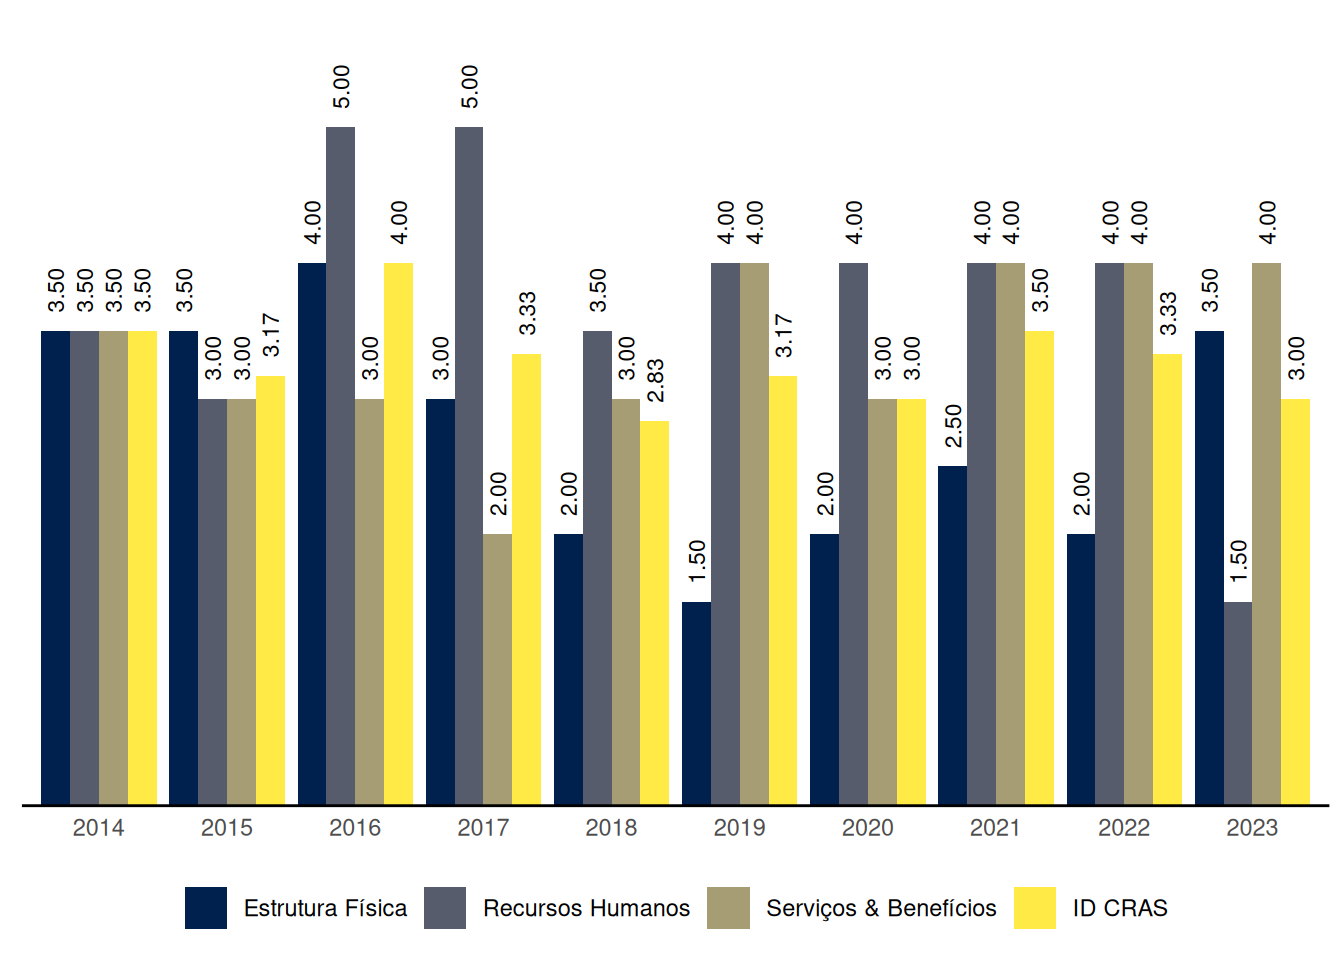 5.00 5.00
4.00 4.00 4.00 4.00 4.00 4.00 4.00 4.00 4.00 4.00
3.50 3.50 3.50 3.50 3.50 3.50 3.50 3.50
3.33 3.33
3.17 3.17
3.00 3.00 3.00 3.00 3.00 3.00 3.00 3.00
2.83
2.50
2.00 2.00 2.00 2.00
1.50 1.50
2014 2015 2016 2017 2018 2019 2020 2021 2022 2023
Estrutura Física Recursos Humanos Serviços & Benefícios ID CRAS